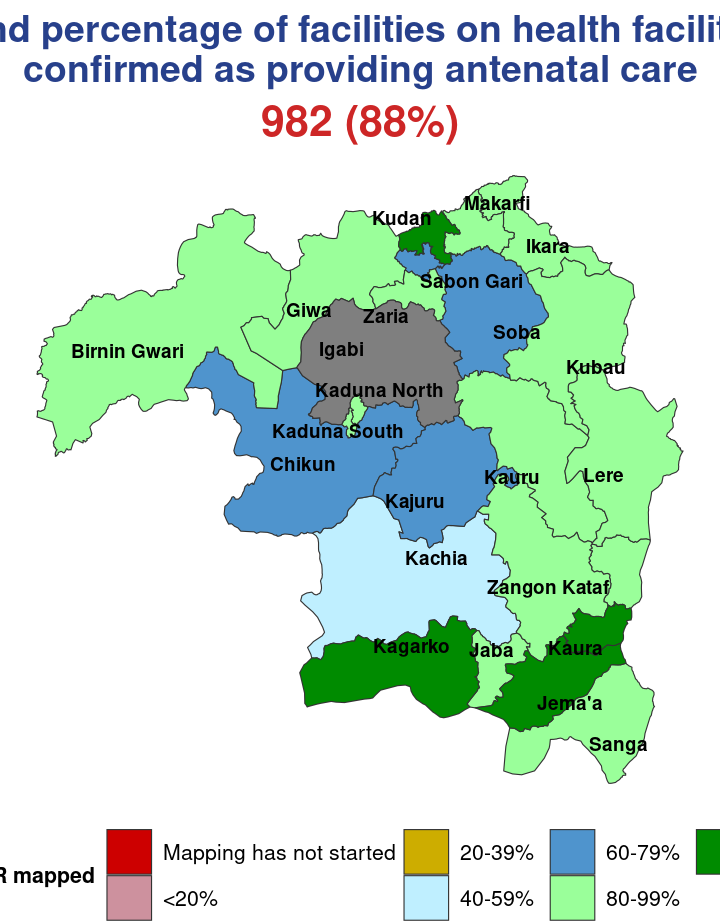 percentage of facilities on health
confirmed as providing antenatal care
982 (88%)
Makarfi
Kudan
Ikara
Sabon Gari
Giwa
Zaria
Soba
Birnin Gwari
Igabi
Kubau
Kaduna North
Kaduna South
Chikun
Kauru
Lere
Kajuru
Kachia
Zangon Kataf
Kagarko
Jaba
Kaura
Jema'a
Sanga
R mapped
Mapping has not started
20-39%
60-79%
<20%
40-59%
80-99%